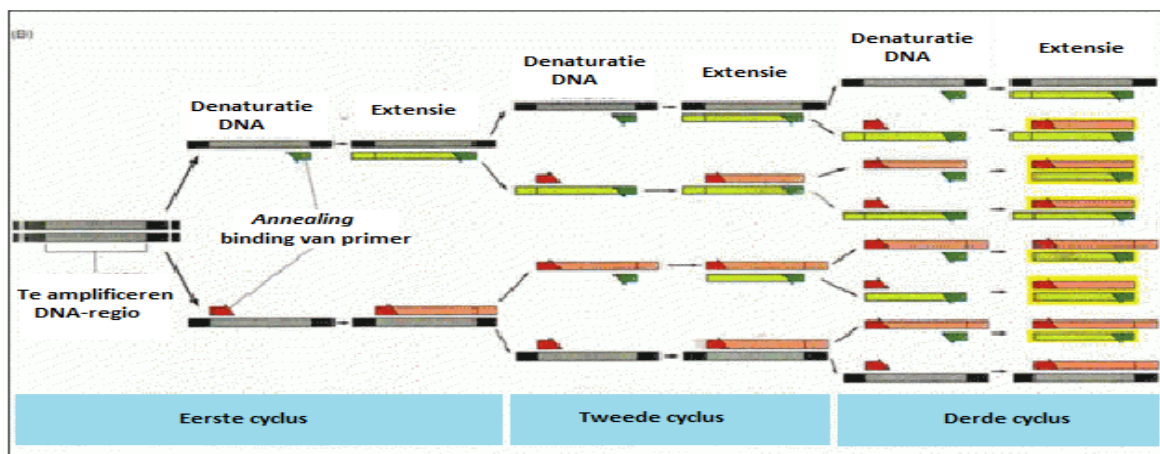 (B)
Denaturatie
DNA
Extensie
Denaturatie
DNA
Extensie
Denaturatie
DNA
Extensie
Annealing
binding van primer
Te amplificeren
DNA-regio
Eerste cyclus
Tweede cyclus
Derde cyclus